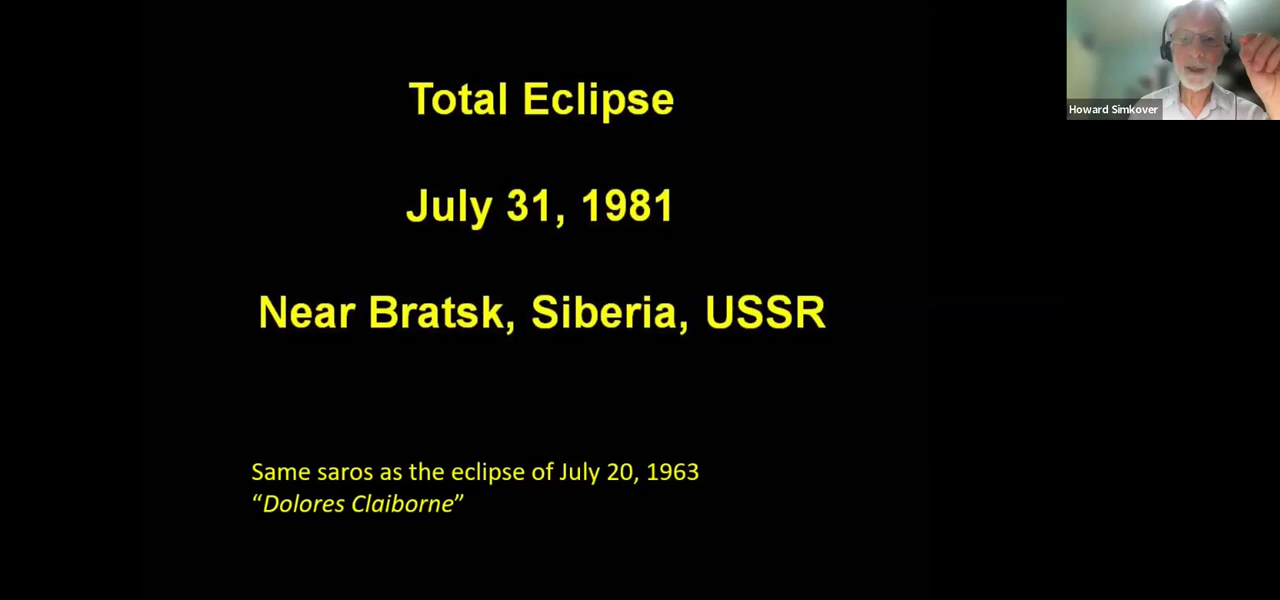 Total Eclipse
July 31, 1981
Near Bratsk, Siberia, USSR
Same saros as the eclipse of July 20, 1963
“Dolores Claiborne”
Howard Simkover